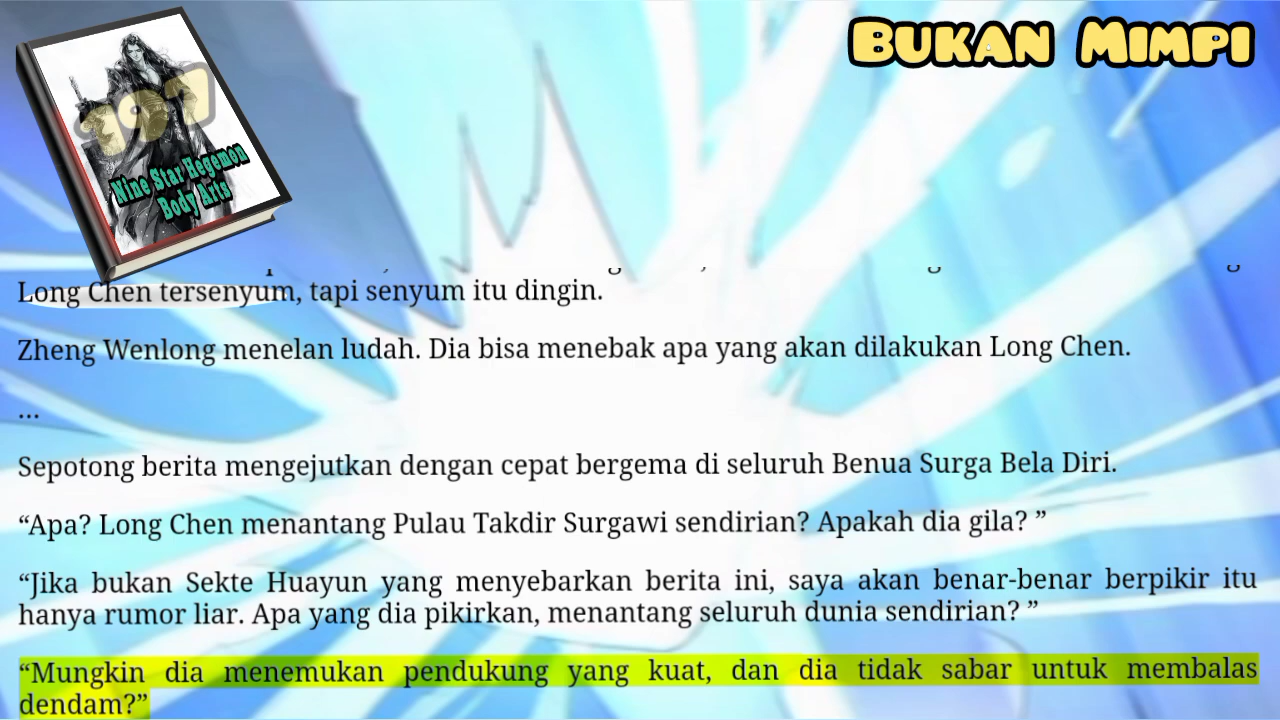 BUKAN MIMPI
197
Nine Star Hegemon
Body Arts
Long Chen tersenyum, tapi senyum itu dingin.
Zheng Wenlong menelan ludah. Dia bisa menebak apa yang akan dilakukan Long Chen.
...
Sepotong berita mengejutkan dengan cepat bergema di seluruh Benua Surga Bela Diri.
“Apa? Long Chen menantang Pulau Takdir Surgawi sendirian? Apakah dia gila? ”
“Jika bukan Sekte Huayun yang menyebarkan berita ini, saya akan benar-benar berpikir itu
hanya rumor liar. Apa yang dia pikirkan, menantang seluruh dunia sendirian? ”
“Mungkin dia menemukan pendukung yang kuat, dan dia tidak sabar untuk membalas
dendam?”